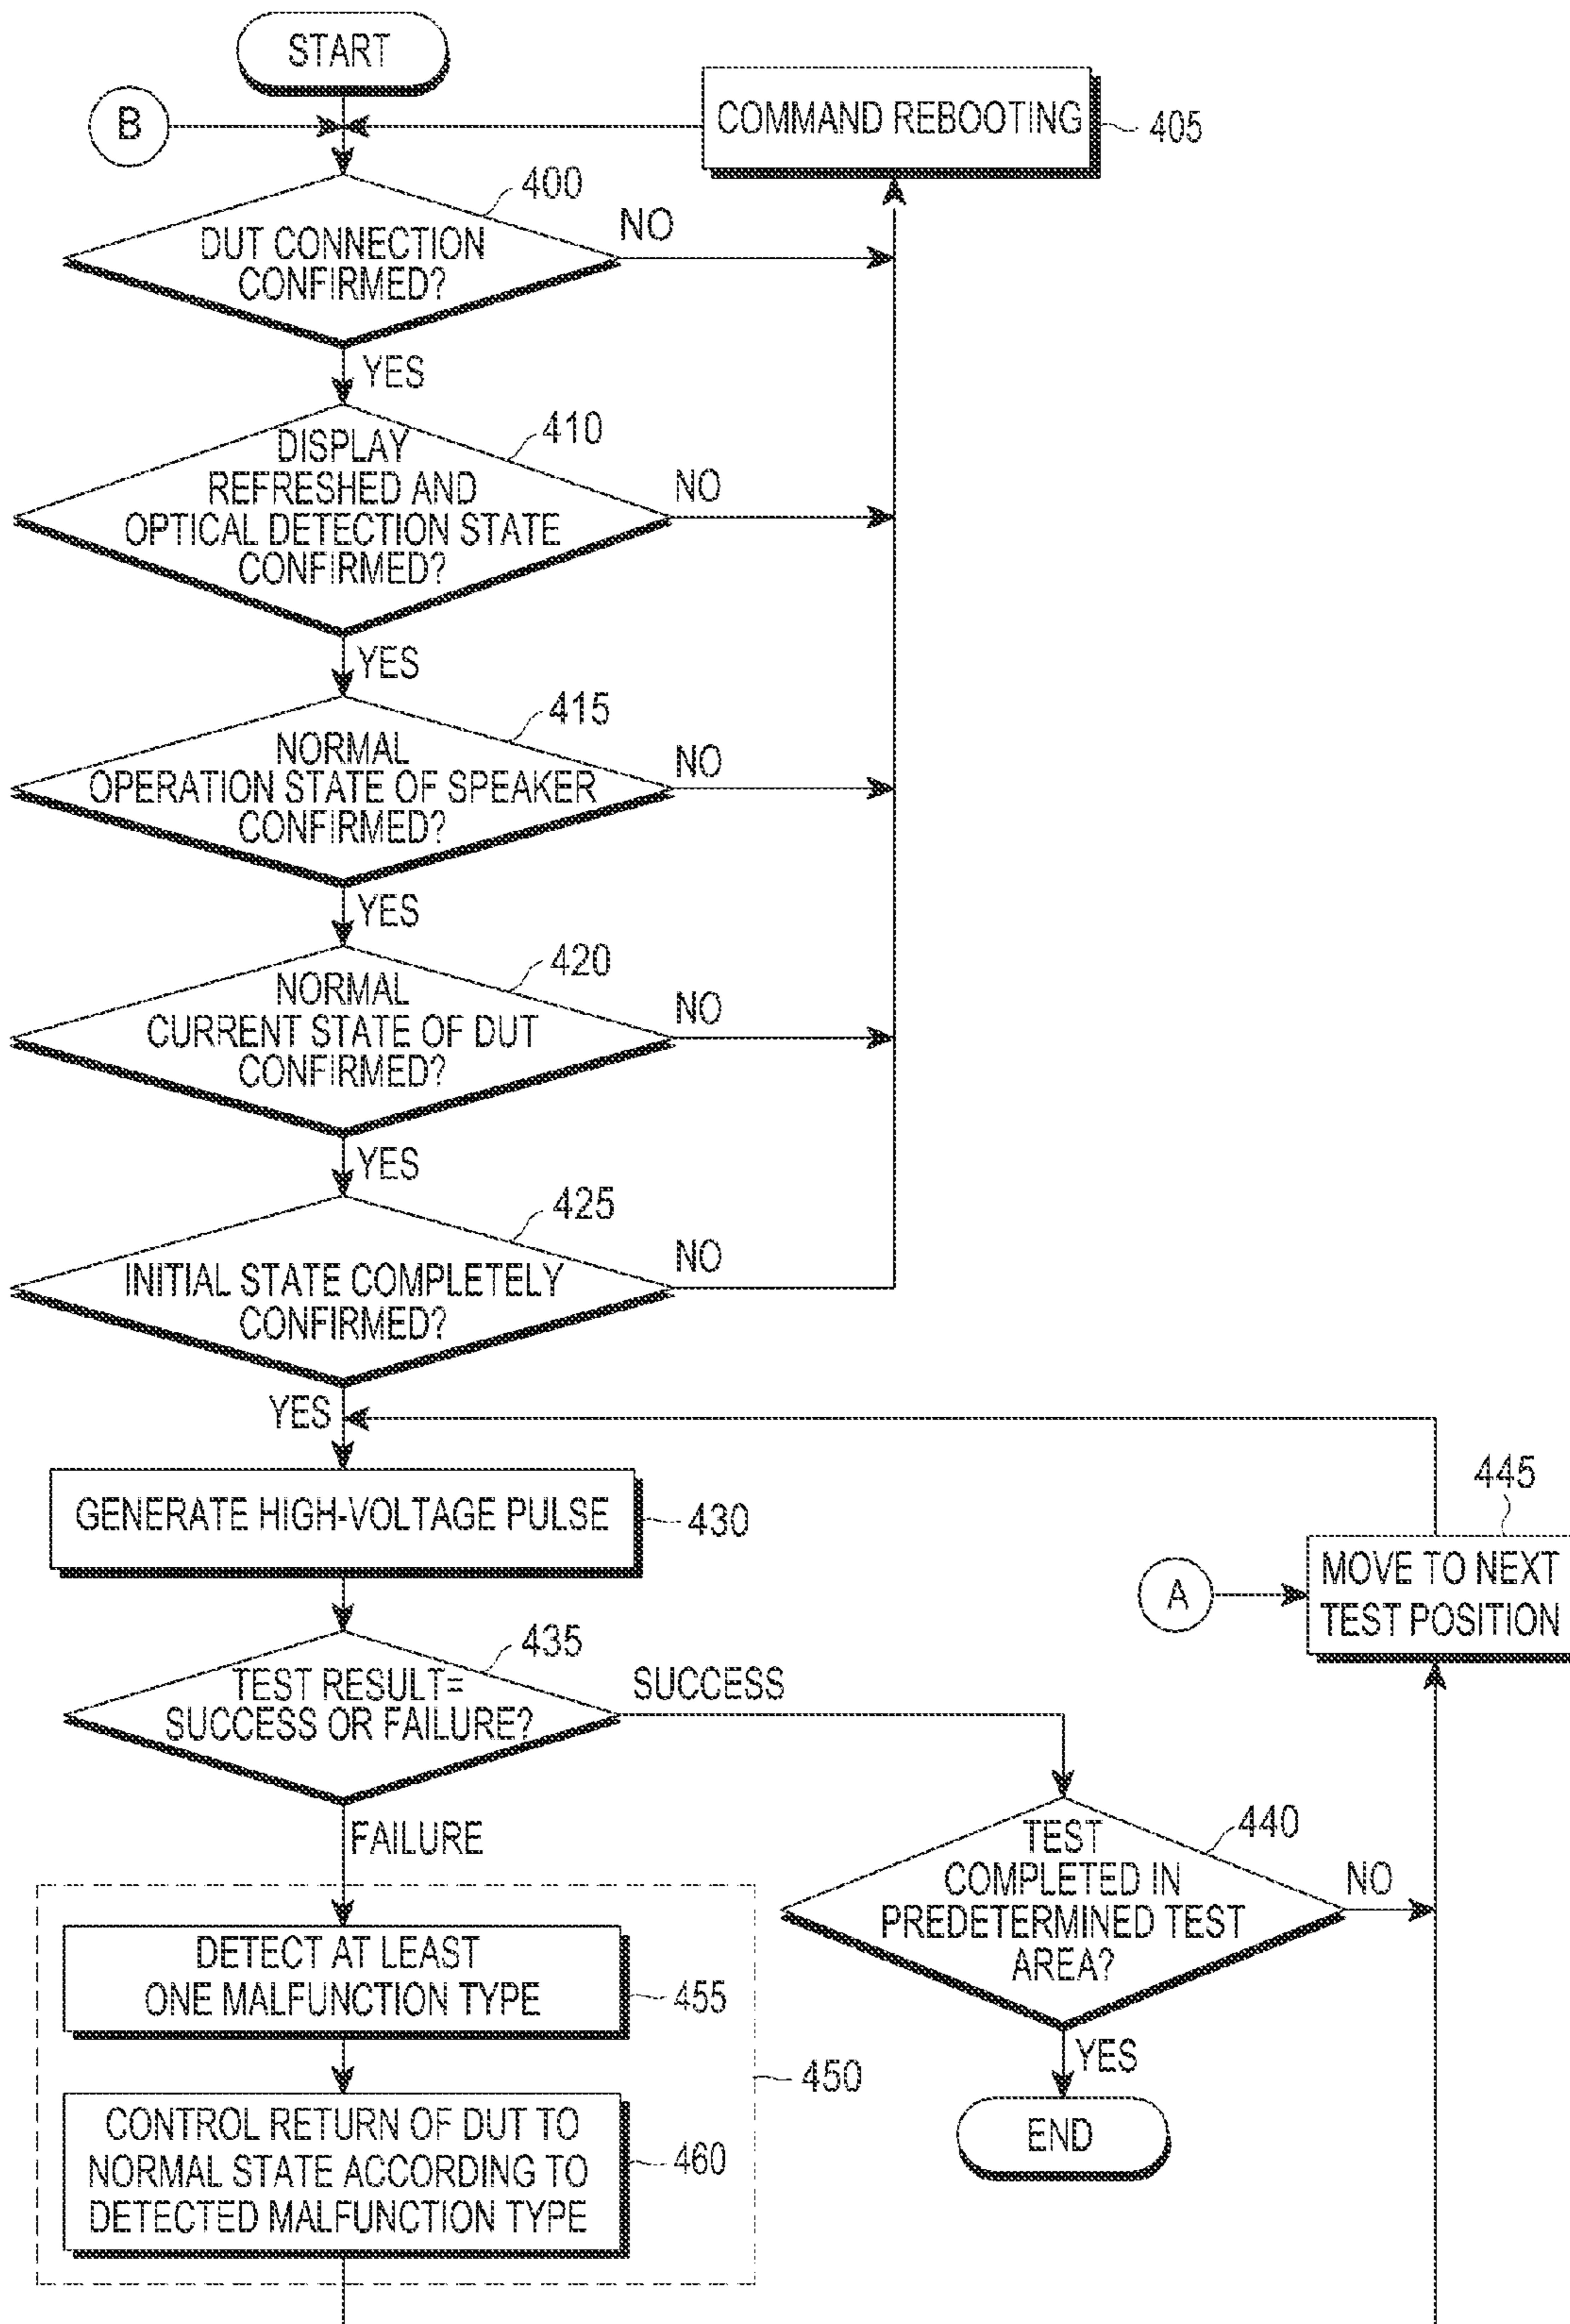 START
B
COMMAND REBOOTING
405
400
DUT CONNECTION
CONFIRMED?
NO
YES
410
DISPLAY
REFRESHED AND
OPTICAL DETECTION STATE
CONFIRMED?
NO
YES
415
NORMAL
OPERATION STATE OF SPEAKER
CONFIRMED?
NO
YES
420
NORMAL
CURRENT STATE OF DUT
CONFIRMED?
NO
YES
425
INITIAL STATE COMPLETELY
CONFIRMED?
NO
YES
GENERATE HIGH-VOLTAGE PULSE
430
445
MOVE TO NEXT
TEST POSITION
A
435
TEST RESULT=
SUCCESS OR FAILURE?
SUCCESS
FAILURE
440
TEST
COMPLETED IN
PREDETERMINED TEST
AREA?
NO
YES
END
DETECT AT LEAST
ONE MALFUNCTION TYPE
455
450
CONTROL RETURN OF DUT TO
NORMAL STATE ACCORDING TO
DETECTED MALFUNCTION TYPE
460